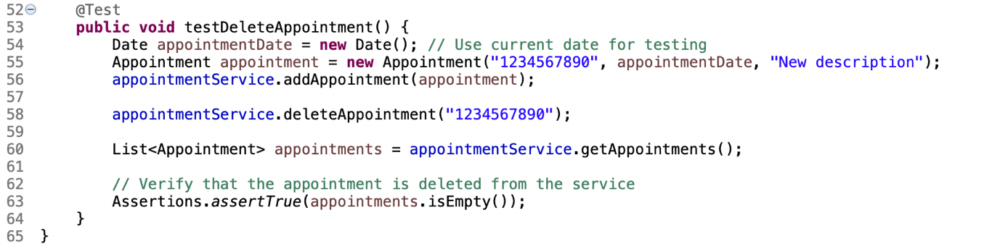 52 @Test
53 public void testDeleteAppointment() {
54 Date appointmentDate = new Date(); // Use current date for testing
55 Appointment appointment = new Appointment("1234567890", appointmentDate, "New description");
56 appointmentService.addAppointment(appointment);
57
58 appointmentService.deleteAppointment("1234567890");
59
60 List<Appointment> appointments = appointmentService.getAppointments();
61
62 // Verify that the appointment is deleted from the service
63 Assertions.assertTrue(appointments.isEmpty());
64 }
65 }